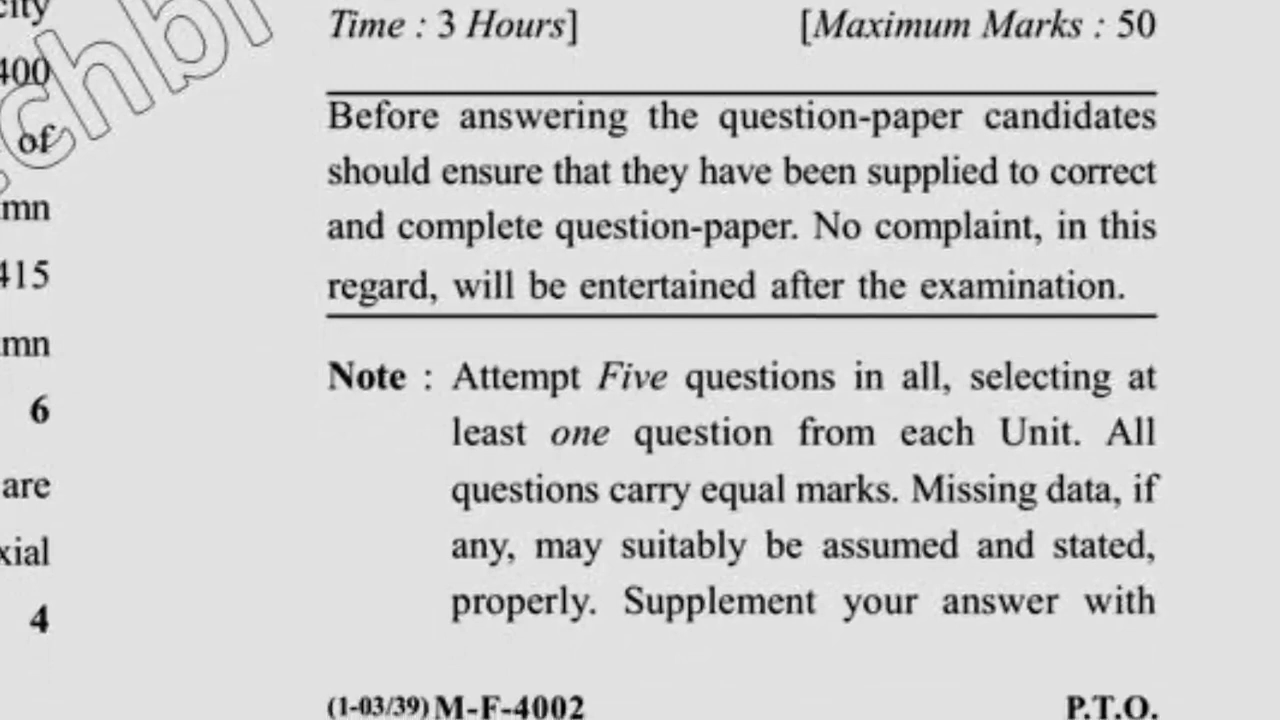 city
400
of
mn
415
mn
6
are
xial
4
chbr
Time : 3 Hours] [Maximum Marks : 50
Before answering the question-paper candidates
should ensure that they have been supplied to correct
and complete question-paper. No complaint, in this
regard, will be entertained after the examination.
Note : Attempt Five questions in all, selecting at
least one question from each Unit. All
questions carry equal marks. Missing data, if
any, may suitably be assumed and stated,
properly. Supplement your answer with
(1-03/39) M-F-4002 P.T.O.